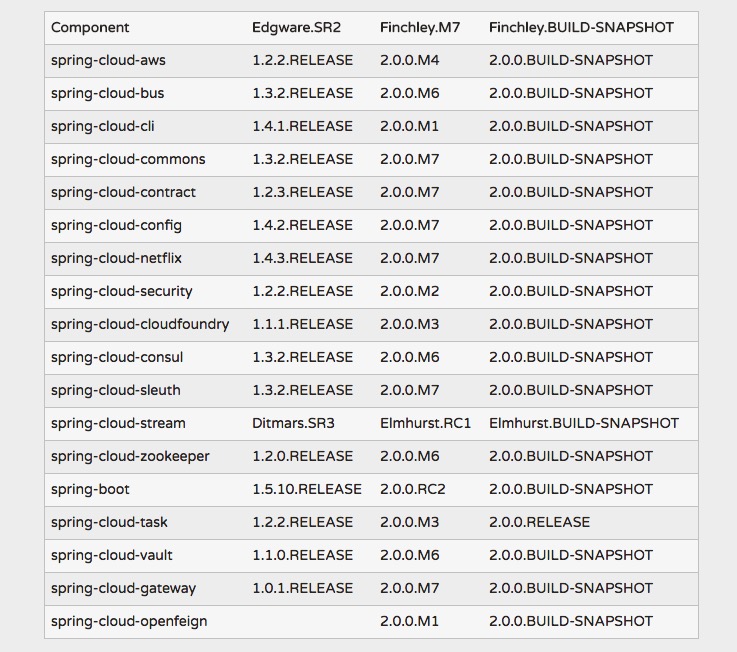 Component Edgware.SR2 Finchley.M7 Finchley.BUILD-SNAPSHOT
spring-cloud-aws 1.2.2.RELEASE 2.0.0.M4 2.0.0.BUILD-SNAPSHOT
spring-cloud-bus 1.3.2.RELEASE 2.0.0.M6 2.0.0.BUILD-SNAPSHOT
spring-cloud-cli 1.4.1.RELEASE 2.0.0.M1 2.0.0.BUILD-SNAPSHOT
spring-cloud-commons 1.3.2.RELEASE 2.0.0.M7 2.0.0.BUILD-SNAPSHOT
spring-cloud-contract 1.2.3.RELEASE 2.0.0.M7 2.0.0.BUILD-SNAPSHOT
spring-cloud-config 1.4.2.RELEASE 2.0.0.M7 2.0.0.BUILD-SNAPSHOT
spring-cloud-netflix 1.4.3.RELEASE 2.0.0.M7 2.0.0.BUILD-SNAPSHOT
spring-cloud-security 1.2.2.RELEASE 2.0.0.M2 2.0.0.BUILD-SNAPSHOT
spring-cloud-cloudfoundry 1.1.1.RELEASE 2.0.0.M3 2.0.0.BUILD-SNAPSHOT
spring-cloud-consul 1.3.2.RELEASE 2.0.0.M6 2.0.0.BUILD-SNAPSHOT
spring-cloud-sleuth 1.3.2.RELEASE 2.0.0.M7 2.0.0.BUILD-SNAPSHOT
spring-cloud-stream Ditmars.SR3 Elmhurst.RC1 Elmhurst.BUILD-SNAPSHOT
spring-cloud-zookeeper 1.2.0.RELEASE 2.0.0.M6 2.0.0.BUILD-SNAPSHOT
spring-boot 1.5.10.RELEASE 2.0.0.RC2 2.0.0.BUILD-SNAPSHOT
spring-cloud-task 1.2.2.RELEASE 2.0.0.M3 2.0.0.RELEASE
spring-cloud-vault 1.1.0.RELEASE 2.0.0.M6 2.0.0.BUILD-SNAPSHOT
spring-cloud-gateway 1.0.1.RELEASE 2.0.0.M7 2.0.0.BUILD-SNAPSHOT
spring-cloud-openfeign 2.0.0.M1 2.0.0.BUILD-SNAPSHOT